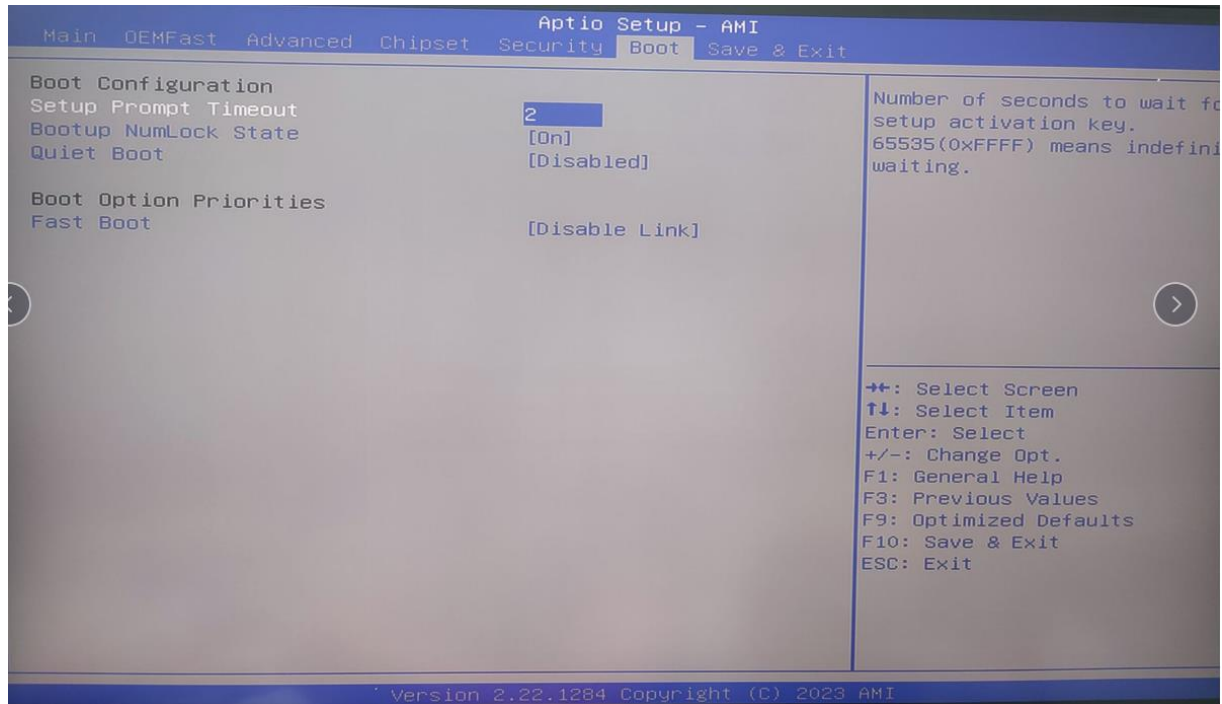 Aptio Setup - AMI
Main OEMFast Advanced Chipset Security Boot Save & Exit
Boot Configuration
Setup Prompt Timeout 2
Bootup NumLock State [On]
Quiet Boot [Disabled]
Boot Option Priorities
Fast Boot [Disable Link]
Number of seconds to wait fo
setup activation key.
65535(0xFFFF) means indefini
waiting.
→←: Select Screen
↑↓: Select Item
Enter: Select
+/-: Change Opt.
F1: General Help
F3: Previous Values
F9: Optimized Defaults
F10: Save & Exit
ESC: Exit
Version 2.22.1284 Copyright (C) 2023 AMI